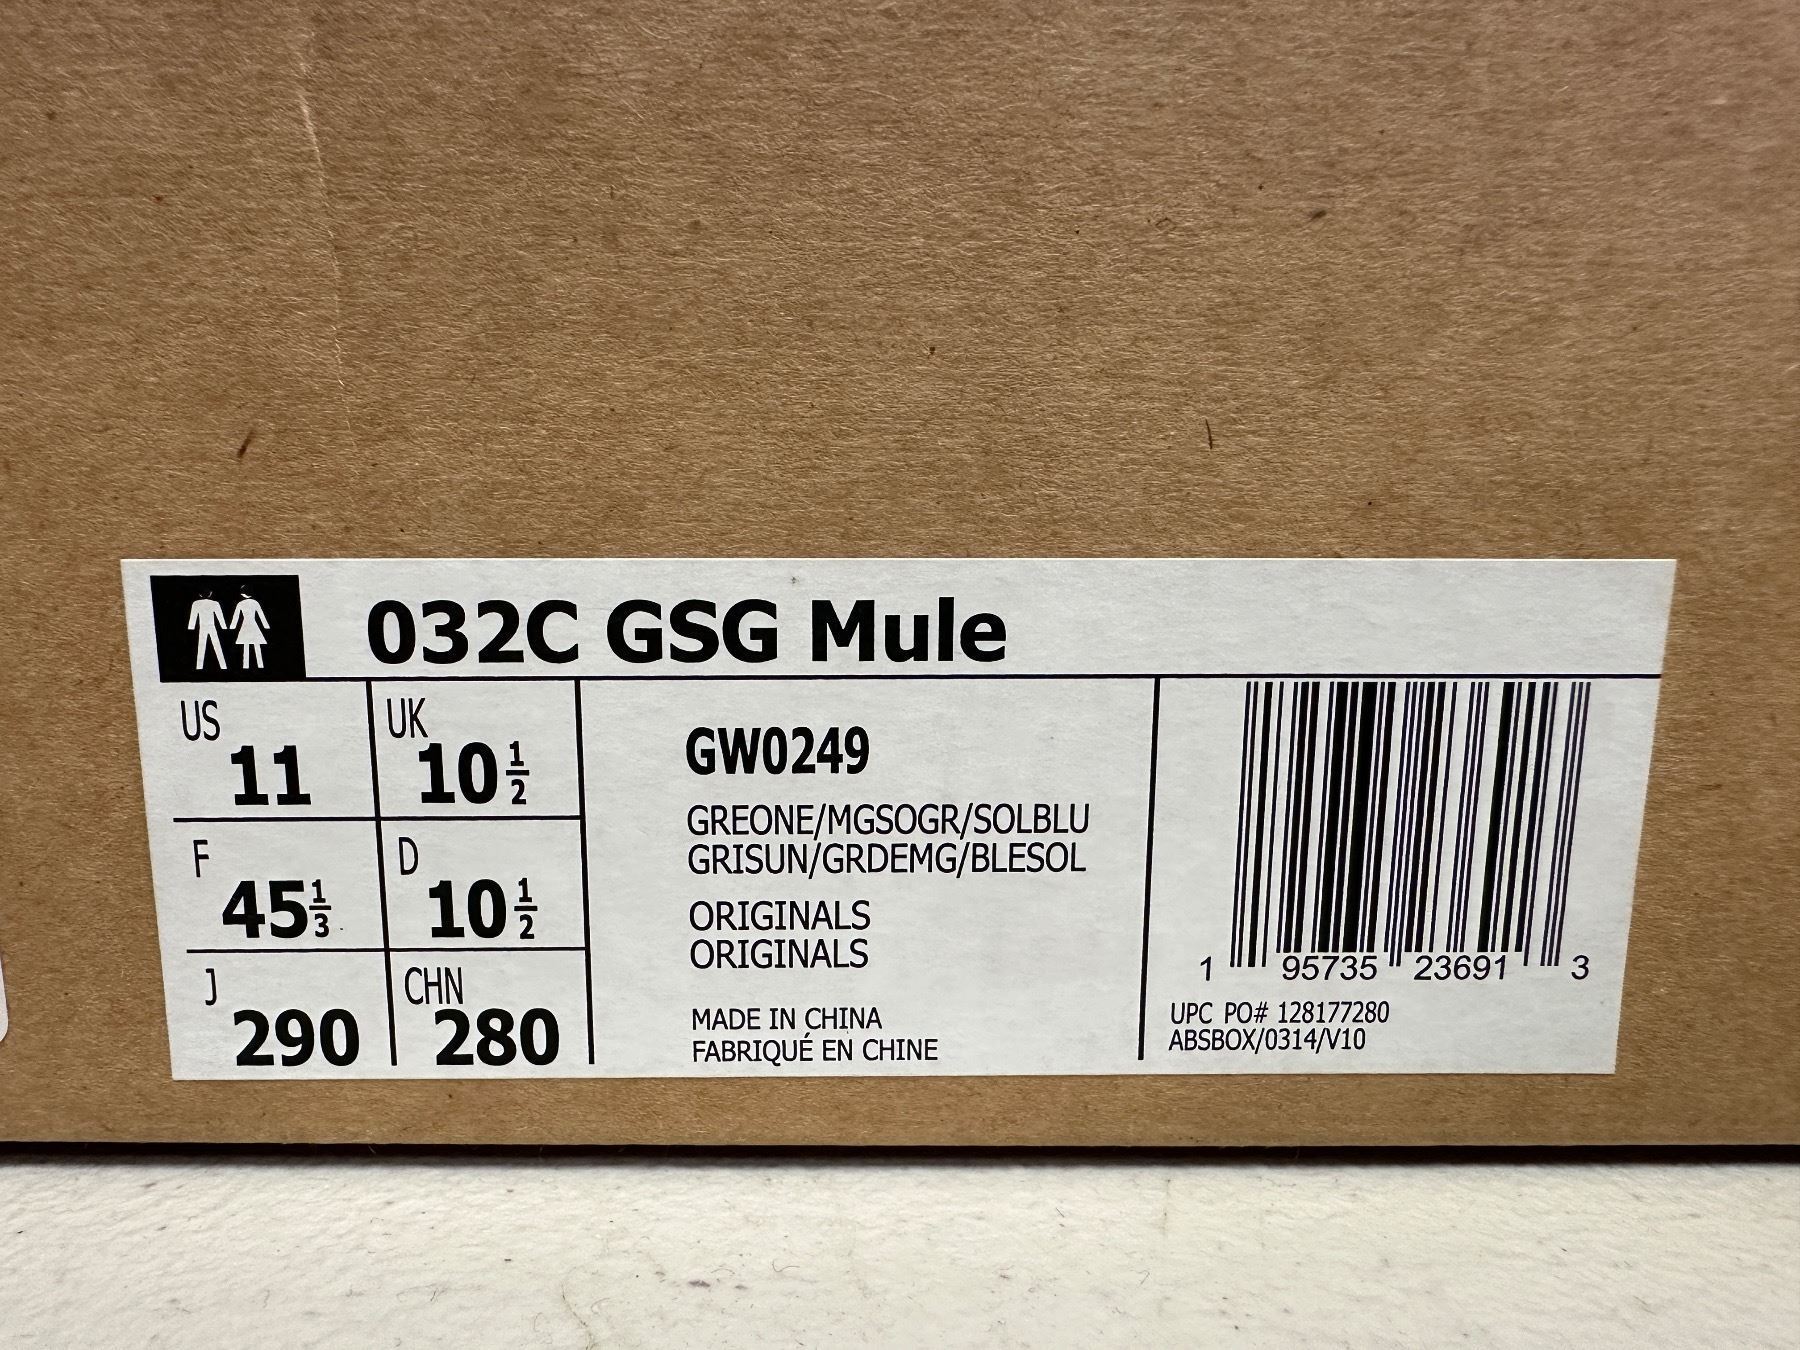 032C GSG Mule
US 11 UK 10 1/2
F 45 1/3 D 10 1/2
J 290 CHN 280
GW0249
GREONE/MGSOGR/SOLBLU
GRISUN/GRDEMG/BLESOL
ORIGINALS
ORIGINALS
MADE IN CHINA
FABRIQUÉ EN CHINE
1 95735 23691 3
UPC PO# 128177280
ABSBOX/0314/V10